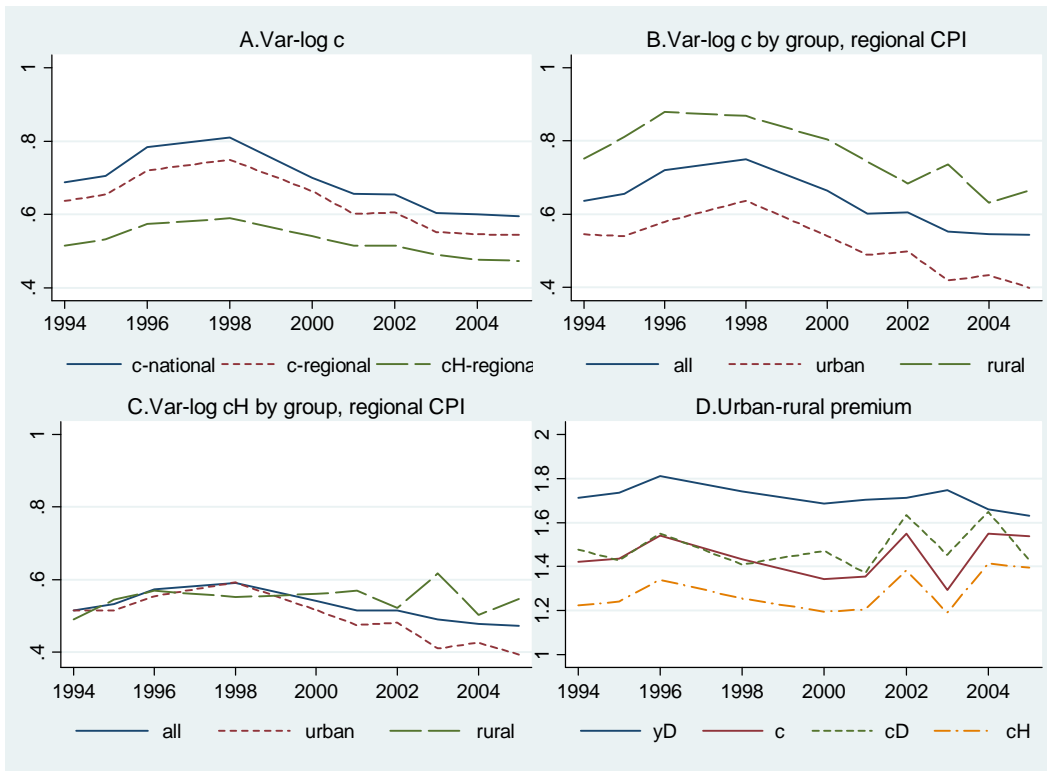 A.Var-log c
1
.8
.6
.4
1994 1996 1998 2000 2002 2004
c-national c-regional cH-regiona
B.Var-log c by group, regional CPI
1
.8
.6
.4
1994 1996 1998 2000 2002 2004
all urban rural
C.Var-log cH by group, regional CPI
1
.8
.6
.4
1994 1996 1998 2000 2002 2004
all urban rural
D.Urban-rural premium
2
1.8
1.6
1.4
1.2
1
1994 1996 1998 2000 2002 2004
yD c cD cH